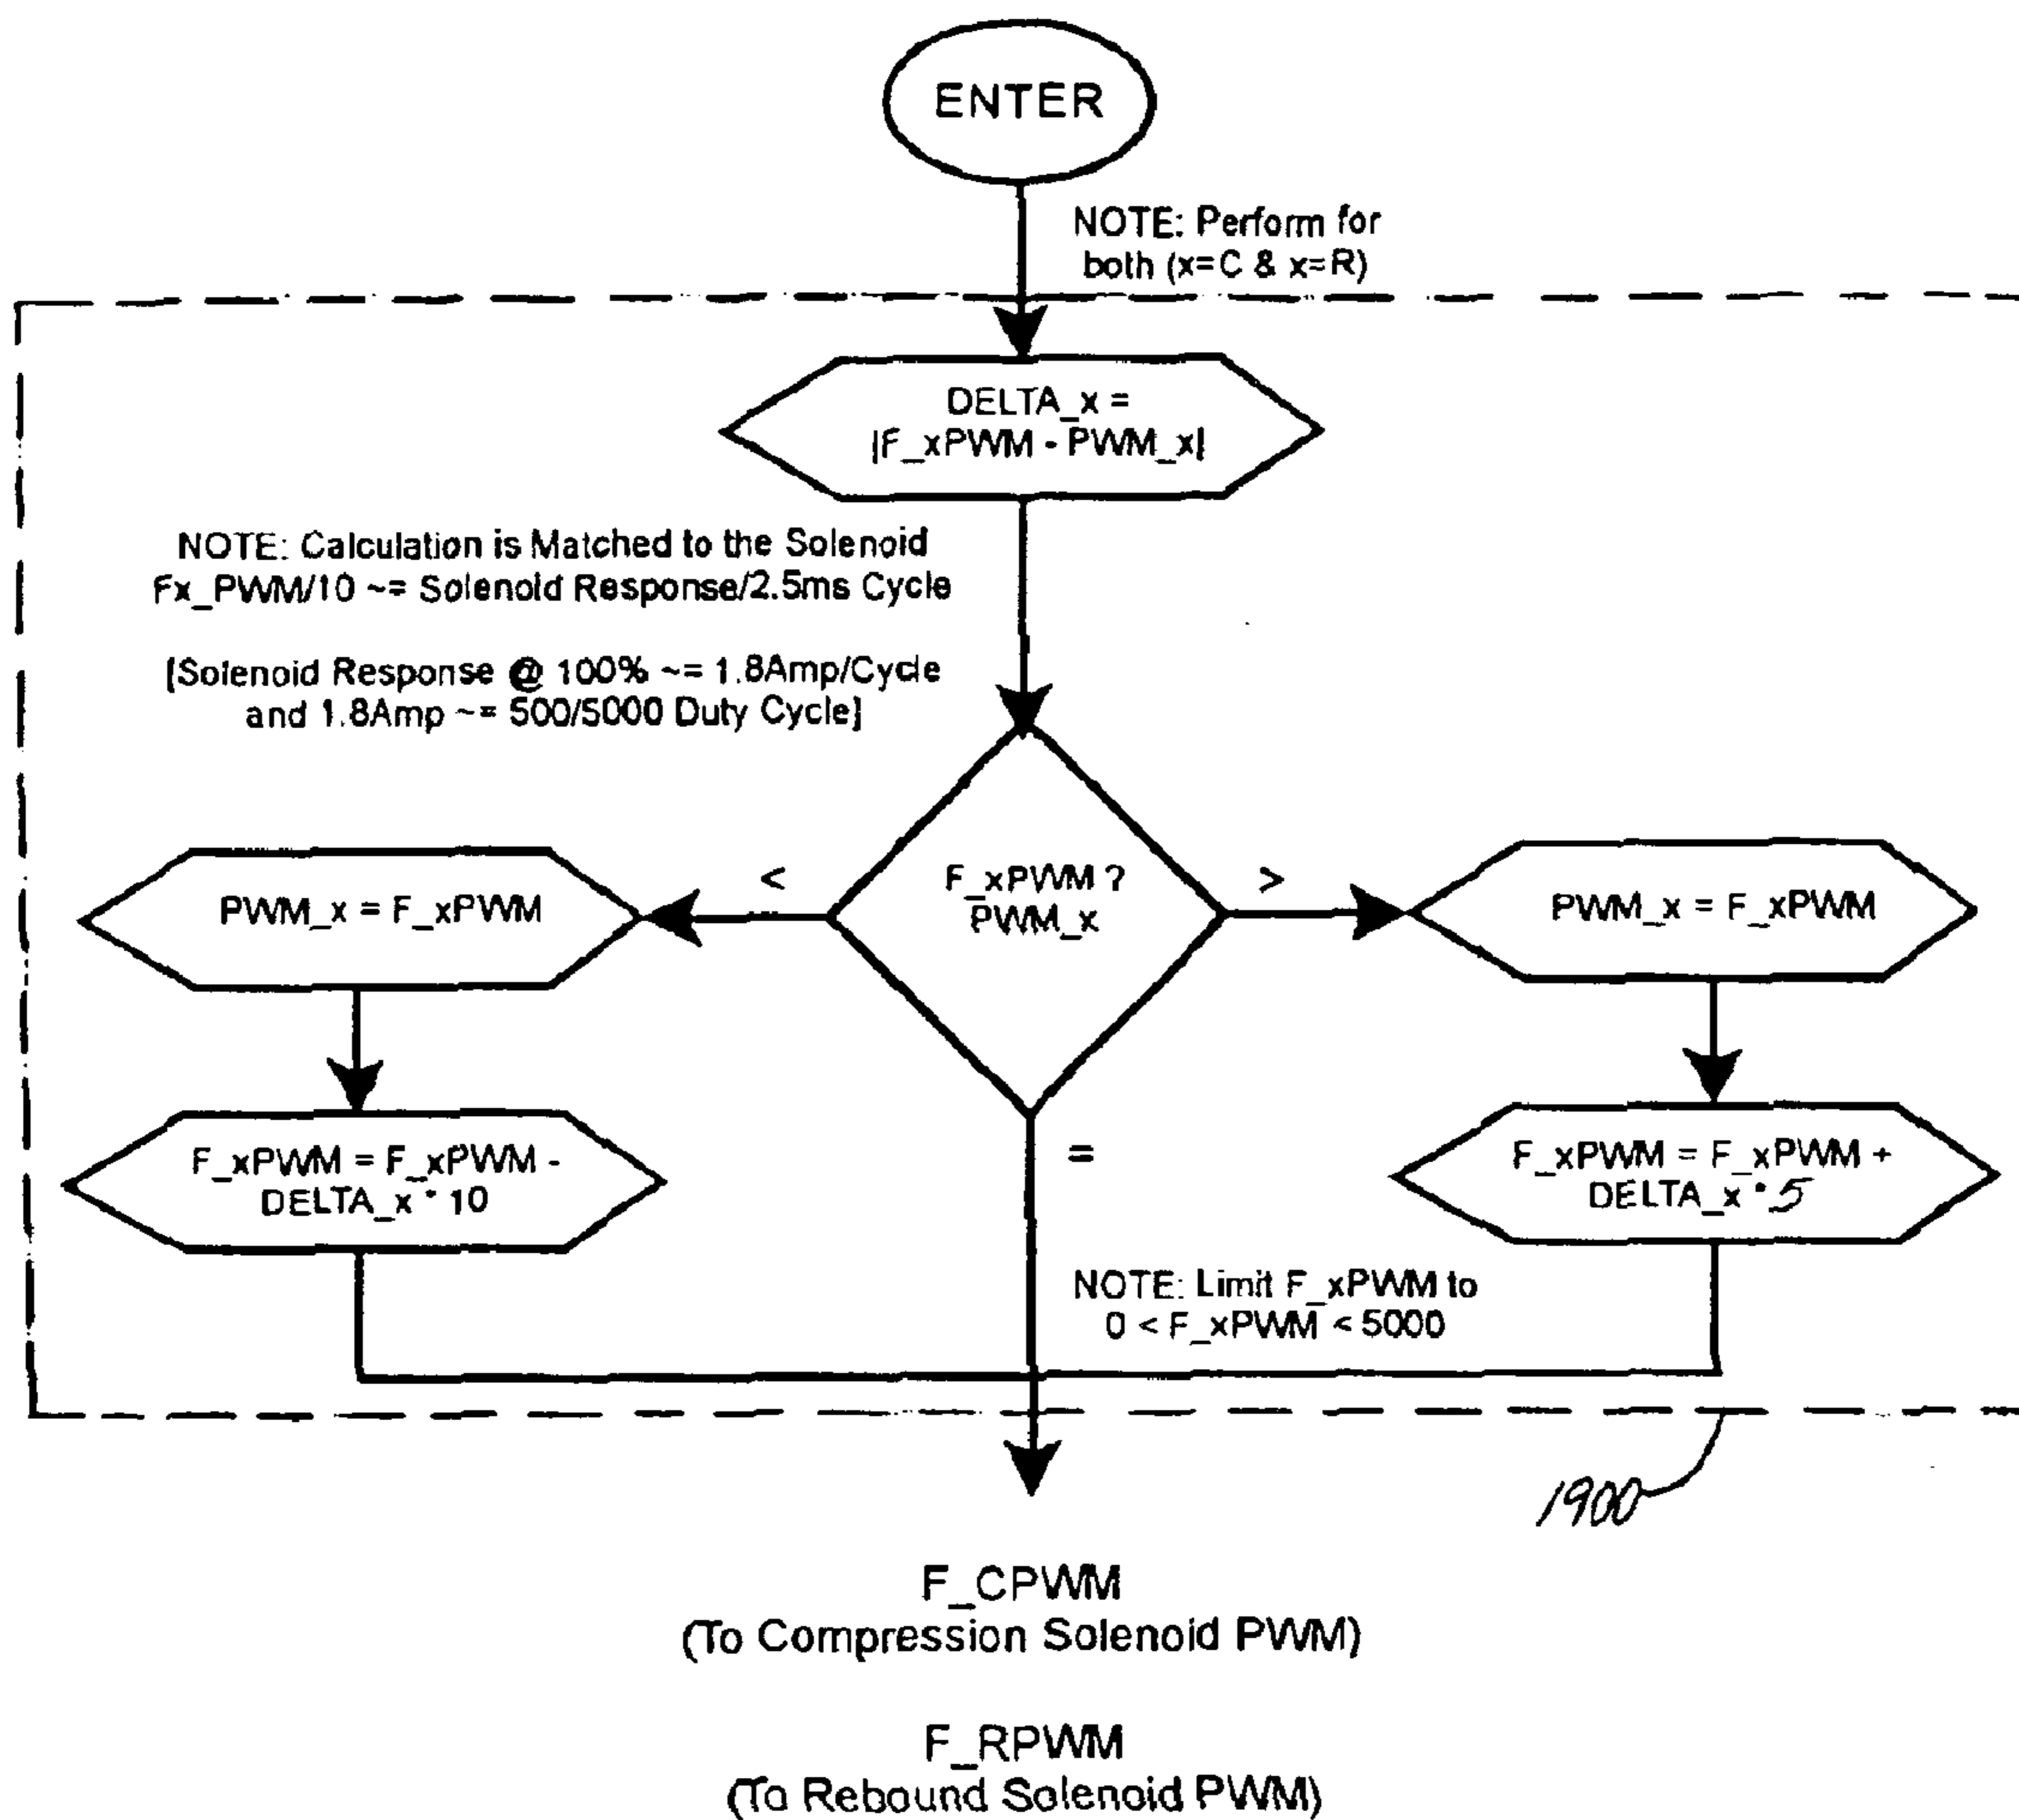 ENTER
NOTE: Perform for
both (x=C & x=R)
DELTA_x =
|F_xPWM - PWM_x|
NOTE: Calculation is Matched to the Solenoid
Fx_PWM/10 ~= Solenoid Response/2.5ms Cycle
[Solenoid Response @ 100% ~= 1.8Amp/Cycle
and 1.8Amp ~= 500/5000 Duty Cycle]
PWM_x = F_xPWM
<
F_xPWM ?
PWM_x
>
PWM_x = F_xPWM
F_xPWM = F_xPWM -
DELTA_x * 10
=
F_xPWM = F_xPWM +
DELTA_x * 5
NOTE: Limit F_xPWM to
0 < F_xPWM < 5000
1900
F_CPWM
(To Compression Solenoid PWM)
F_RPWM
(To Rebound Solenoid PWM)